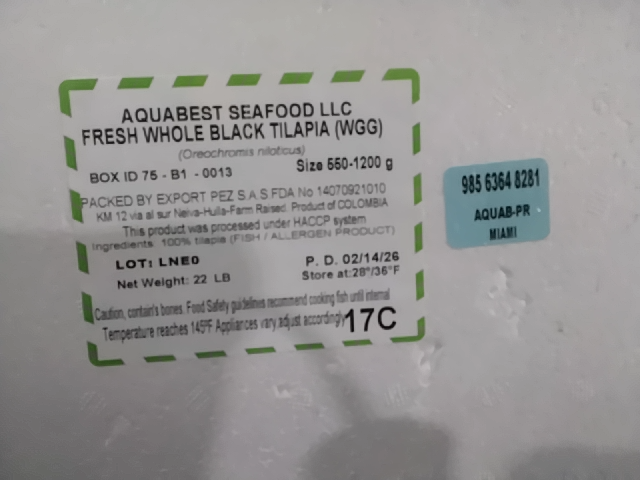 AQUABEST SEAFOOD LLC
FRESH WHOLE BLACK TILAPIA (WGG)
(Oreochromis niloticus)
BOX ID 75 - B1 - 0013 Size 550-1200 g
PACKED BY EXPORT PEZ S.A.S FDA No 14070921010
KM 12 via al sur Neiva-Huila-Farm Raised. Product of COLOMBIA
This product was processed under HACCP system
Ingredients: 100% tilapia (FISH / ALLERGEN PRODUCT)
LOT: LNE0 P. D. 02/14/26
Net Weight: 22 LB Store at:28°/36°F
Caution, contain's bones. Food Safety guidelines recommend cooking fish until internal
Temperature reaches 145°F Appliances vary,adjust accordingly 17C
985 6364 8281
AQUAB-PR
MIAMI